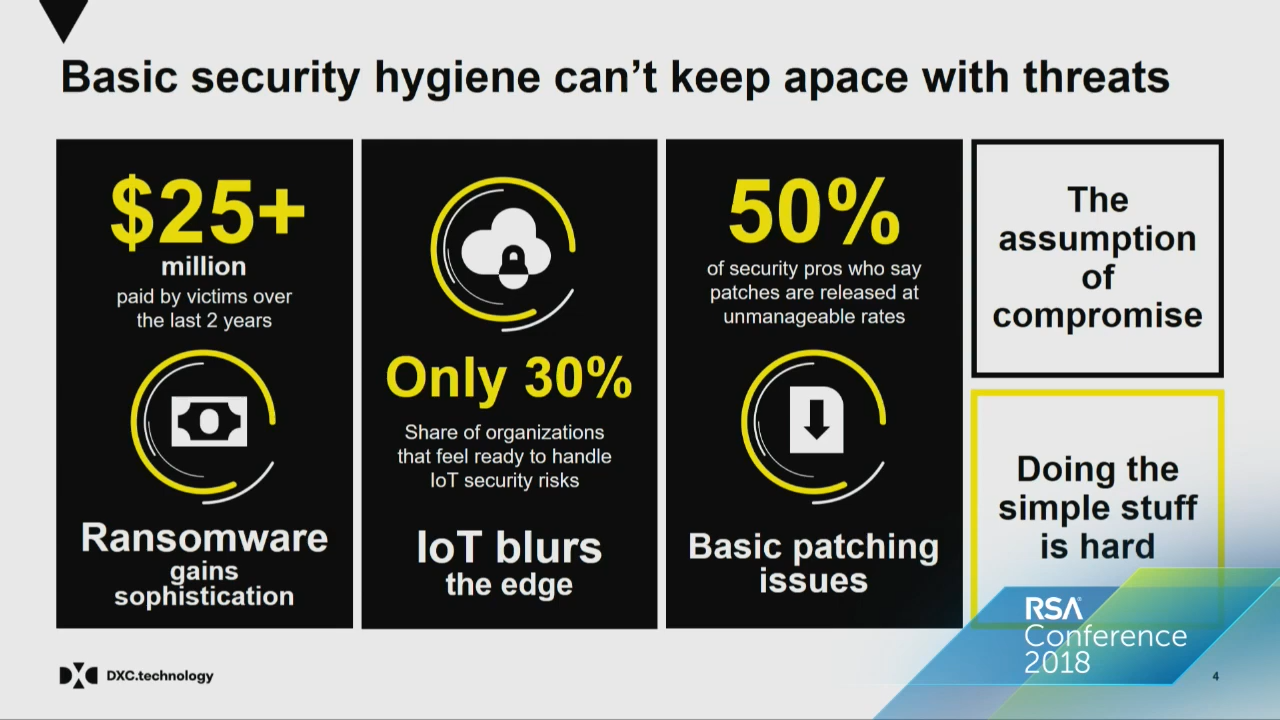 Basic security hygiene can’t keep apace with threats
$25+
million
paid by victims over
the last 2 years
Ransomware
gains
sophistication
Only 30%
Share of organizations
that feel ready to handle
IoT security risks
IoT blurs
the edge
50%
of security pros who say
patches are released at
unmanageable rates
Basic patching
issues
The
assumption
of
compromise
Doing the
simple stuff
is hard
DXC.technology
RSA
Conference
2018
4